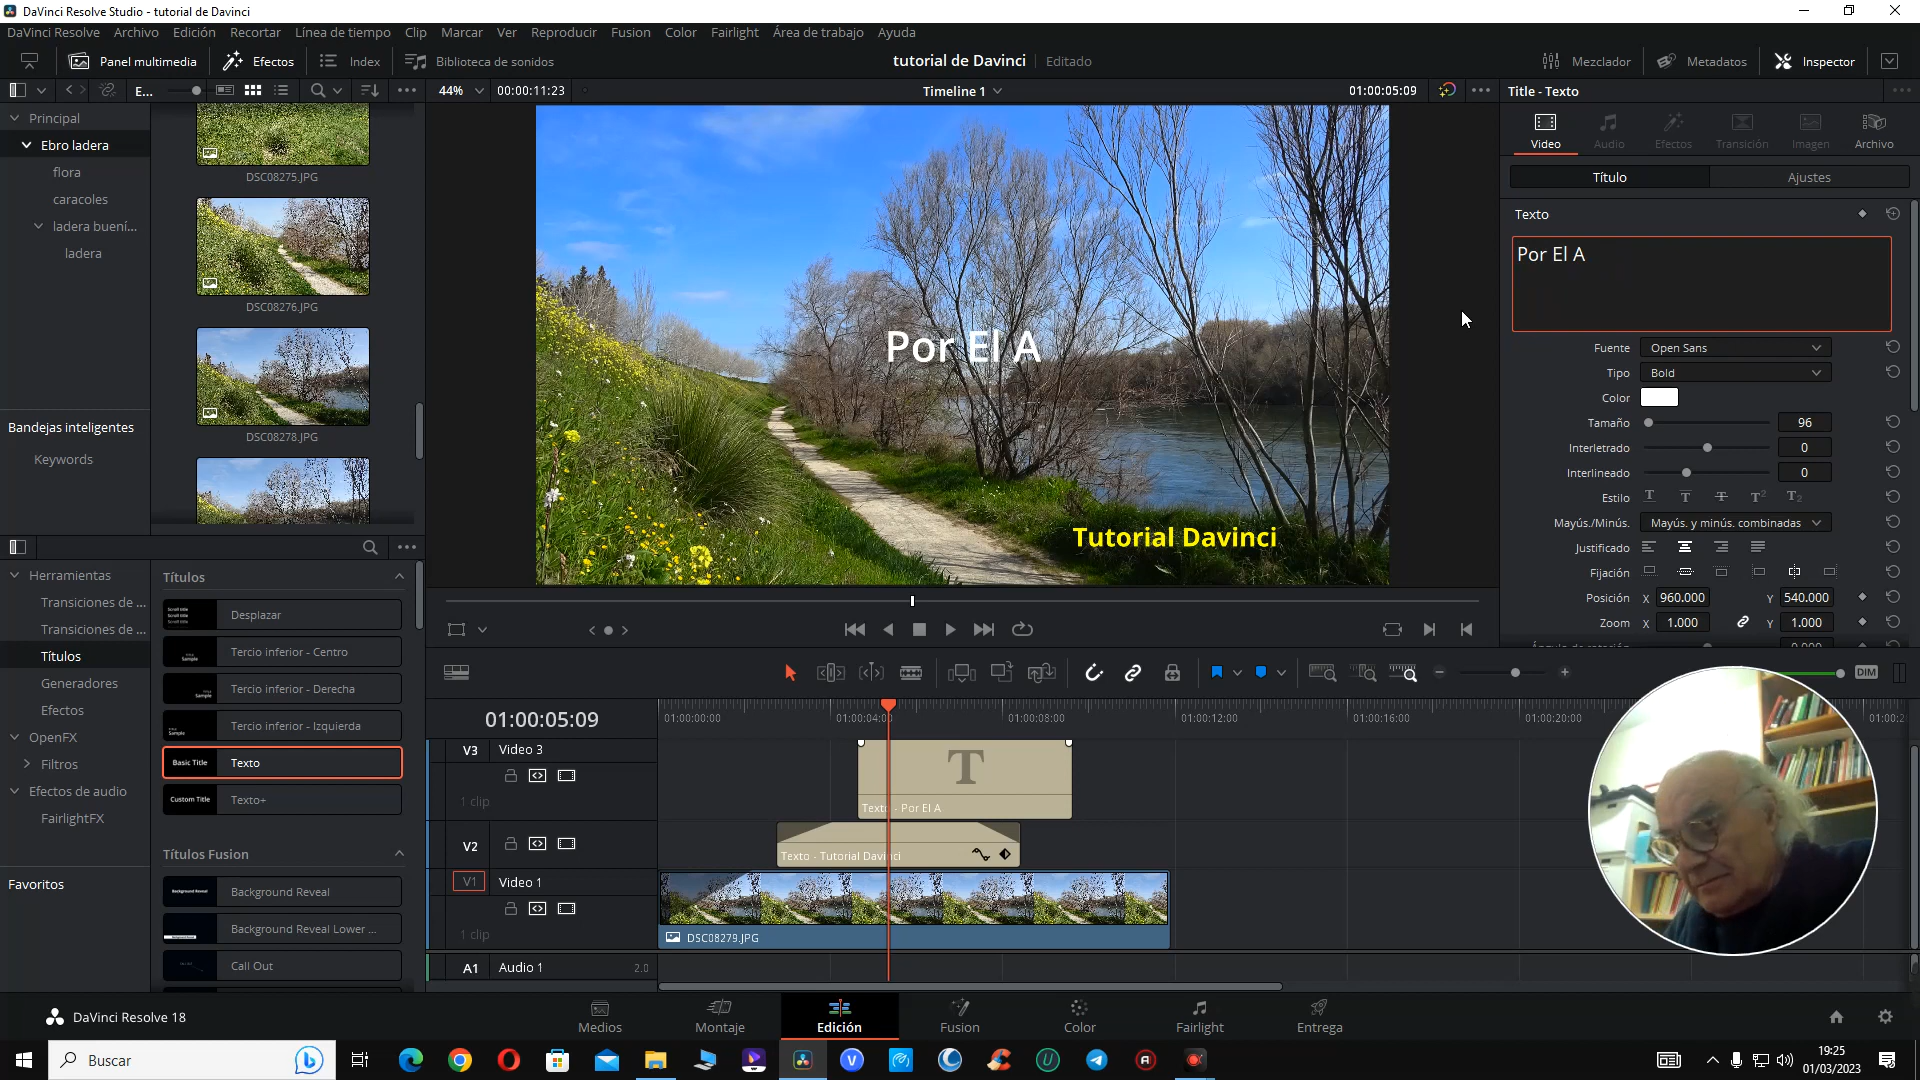 DaVinci Resolve Studio - tutorial de Davinci
DaVinci Resolve Archivo Edición Recortar Línea de tiempo Clip Marcar Ver Reproducir Fusion Color Fairlight Área de trabajo Ayuda
Panel multimedia Efectos Index Biblioteca de sonidos tutorial de Davinci Editado Mezclador Metadatos Inspector
E... 44% 00:00:11:23 Timeline 1 01:00:05:09 Title - Texto
Principal
Ebro ladera
flora
caracoles
ladera buení...
ladera
Bandejas inteligentes
Keywords
DSC08275.JPG
DSC08276.JPG
DSC08278.JPG
Por El A
Tutorial Davinci
Video Audio Efectos Transición Imagen Archivo
Título Ajustes
Texto
Por El A
Fuente Open Sans
Tipo Bold
Color
Tamaño 96
Interletrado 0
Interlineado 0
Estilo T T T T² T₂
Mayús./Minús. Mayús. y minús. combinadas
Justificado
Fijación
Posición X 960.000 Y 540.000
Zoom X 1.000 Y 1.000
DIM
Herramientas
Transiciones de ...
Transiciones de ...
Títulos
Generadores
Efectos
OpenFX
Filtros
Efectos de audio
FairlightFX
Favoritos
Títulos
Desplazar
Tercio inferior - Centro
Tercio inferior - Derecha
Tercio inferior - Izquierda
Basic Title Texto
Custom Title Texto+
Títulos Fusion
Background Reveal Background Reveal
Background Reveal Lower ...
Call Out
01:00:05:09
01:00:00:00 01:00:04:00 01:00:08:00 01:00:12:00 01:00:16:00 01:00:20:00
V3 Video 3
1 clip
T
Texto - Por El A
V2
Texto - Tutorial Davinci
V1 Video 1
1 clip
DSC08279.JPG
A1 Audio 1 2.0
DaVinci Resolve 18
Medios Montaje Edición Fusion Color Fairlight Entrega
Buscar
19:25
01/03/2023